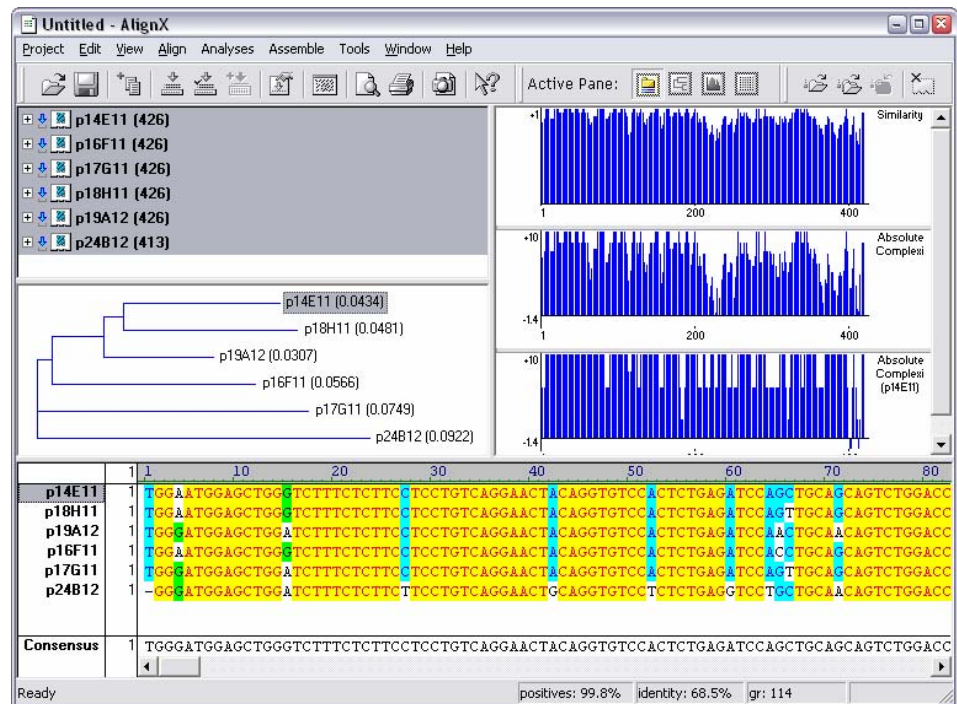 Untitled - AlignX
Project Edit View Align Analyses Assemble Tools Window Help
Active Pane:
p14E11 (426)
p16F11 (426)
p17G11 (426)
p18H11 (426)
p19A12 (426)
p24B12 (413)
+1
Similarity
1 200 400
+10
Absolute
Complexi
-1.4
1 200 400
+10
Absolute
Complexi
(p14E11)
-1.4
p14E11 (0.0434)
p18H11 (0.0481)
p19A12 (0.0307)
p16F11 (0.0566)
p17G11 (0.0749)
p24B12 (0.0922)
1 1 10 20 30 40 50 60 70 80
p14E11 1 TGGAATGGAGCTGGGTCTTTCTCTTCCTCCTGTCAGGAACTACAGGTGTCCACTCTGAGATCCAGCTGCAGCAGTCTGGACC
p18H11 1 TGGAATGGAGCTGGGTCTTTCTCTTCCTCCTGTCAGGAACTACAGGTGTCCACTCTGAGATCCAGTTGCAGCAGTCTGGACC
p19A12 1 TGGGATGGAGCTGGATCTTTCTCTTCCTCCTGTCAGGAACTACAGGTGTCCACTCTGAGATCCAACTGCAACAGTCTGGACC
p16F11 1 TGGAATGGAGCTGGGTCTTTCTCTTCCTCCTGTCAGGAACTACAGGTGTCCACTCTGAGATCCACCTGCAGCAGTCTGGACC
p17G11 1 TGGGATGGAGCTGGATCTTTCTCTTCCTCCTGTCAGGAACTACAGGTGTCCACTCTGAGATCCAGTTGCAGCAGTCTGGACC
p24B12 1 -GGGATGGAGCTGGATCTTTCTCTTCTTCCTGTCAGGAACTGCAGGTGTCCTCTCTGAGGTCCTGCTGCAACAGTCTGGACC
Consensus 1 TGGGATGGAGCTGGGTCTTTCTCTTCCTCCTGTCAGGAACTACAGGTGTCCACTCTGAGATCCAGCTGCAGCAGTCTGGACC
Ready positives: 99.8% identity: 68.5% gr: 114